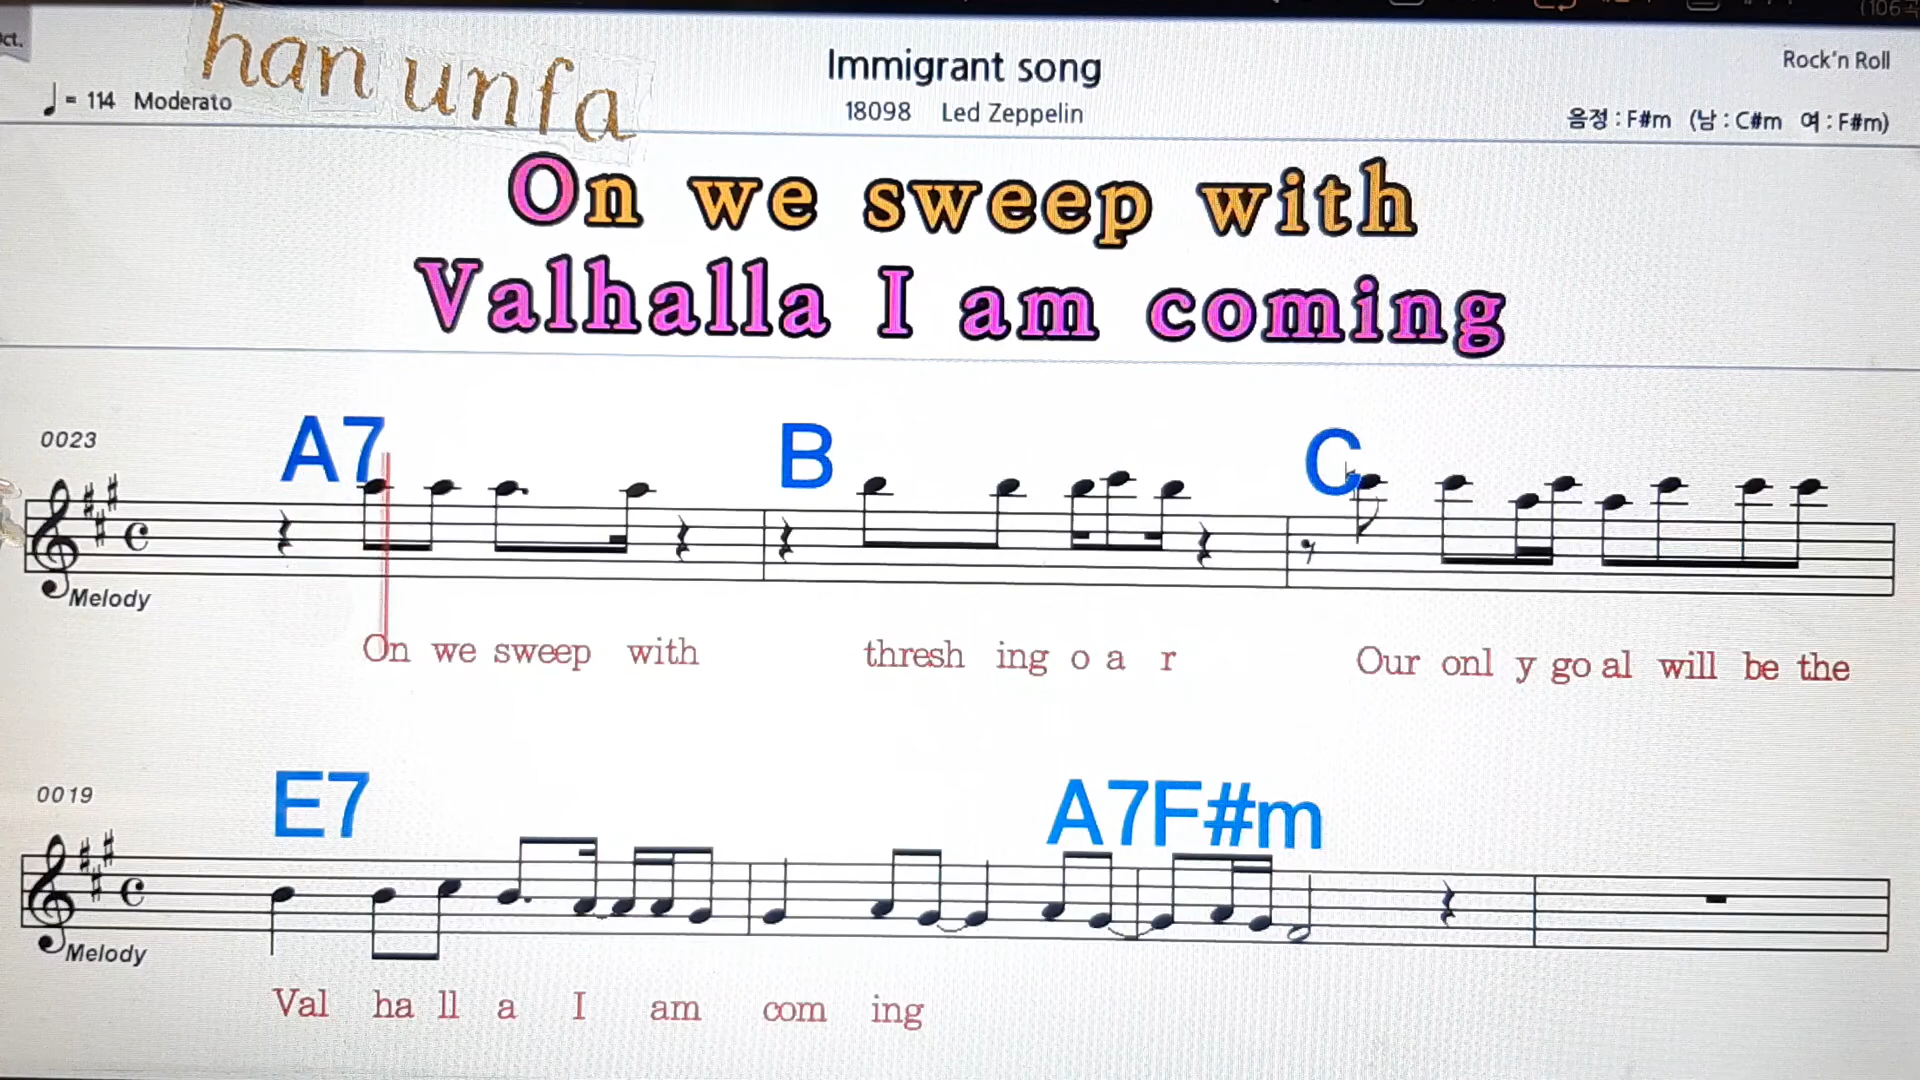 han unfa
Immigrant song
Rock'n Roll
= 114 Moderato
18098 Led Zeppelin
음정 : F#m (남 : C#m 여 : F#m)
On we sweep with
Valhalla I am coming
0023
A7 B C
Melody
On we sweep with thresh ing o a r Our onl y go al will be the
0019
E7 A7F#m
Melody
Val ha ll a I am com ing